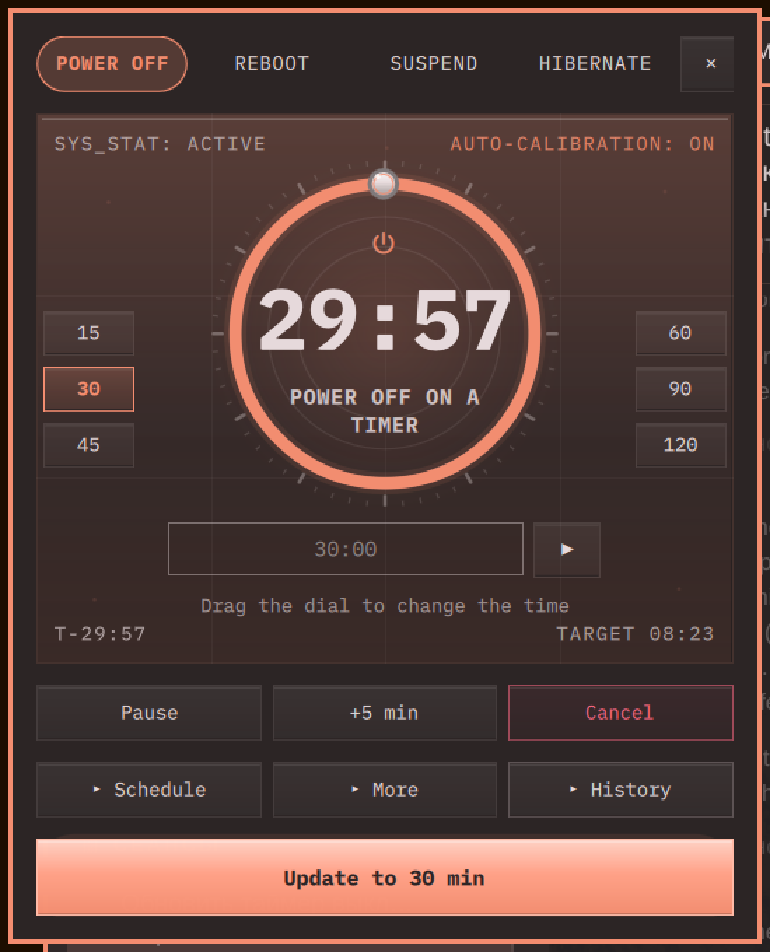 POWER OFF REBOOT SUSPEND HIBERNATE ×
SYS_STAT: ACTIVE AUTO-CALIBRATION: ON
29:57
POWER OFF ON A
TIMER
15 60
30 90
45 120
30:00 ▶
Drag the dial to change the time
T-29:57 TARGET 08:23
Pause +5 min Cancel
▸ Schedule ▸ More ▸ History
Update to 30 min